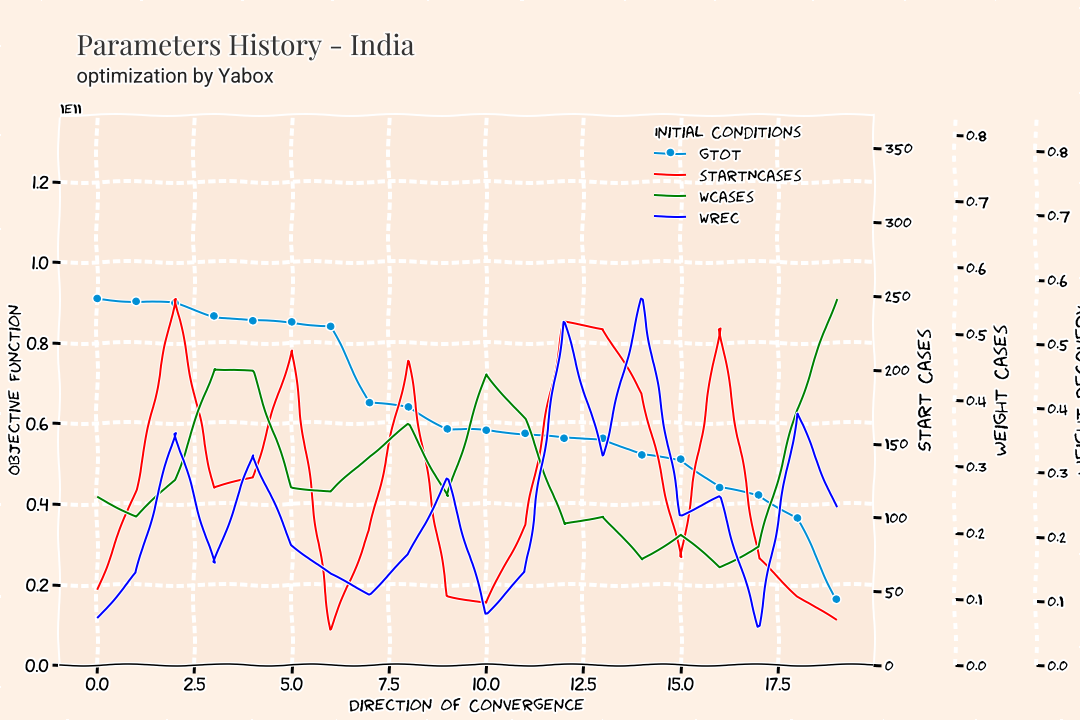 Parameters History - India
optimization by Yabox
1E11
INITIAL CONDITIONS
GTOT
STARTNCASES
WCASES
WREC
OBJECTIVE FUNCTION
1.2
1.0
0.8
0.6
0.4
0.2
0.0
0.0 2.5 5.0 7.5 10.0 12.5 15.0 17.5
DIRECTION OF CONVERGENCE
350
300
250
200
150
100
50
0
START CASES
0.8
0.7
0.6
0.5
0.4
0.3
0.2
0.1
0.0
WEIGHT CASES
0.8
0.7
0.6
0.5
0.4
0.3
0.2
0.1
0.0